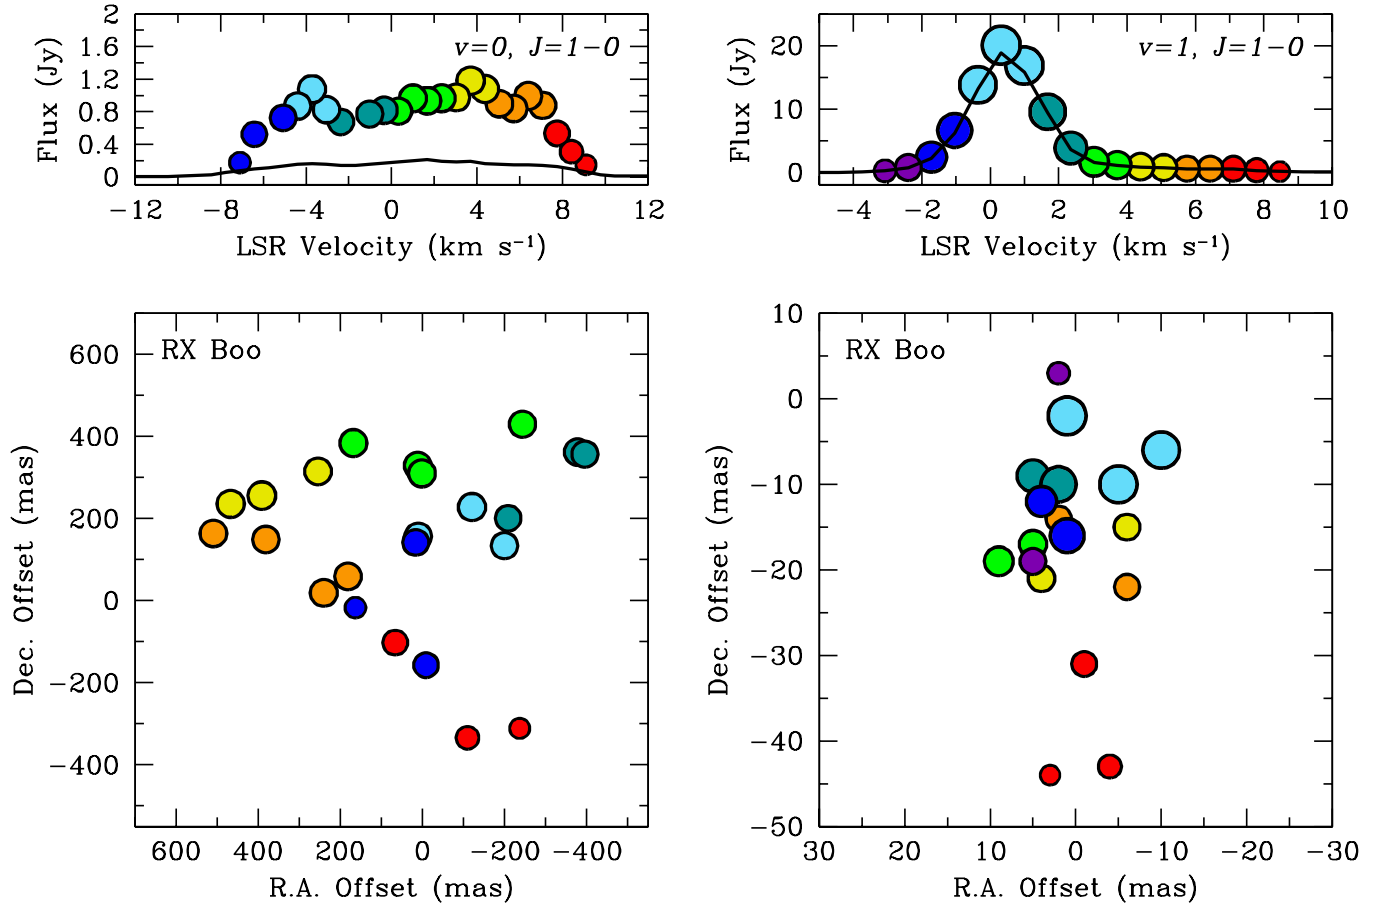 2
1.6
1.2
0.8
0.4
0
Flux (Jy)
v=0, J=1−0
−12 −8 −4 0 4 8 12
LSR Velocity (km s⁻¹)
20
10
0
Flux (Jy)
v=1, J=1−0
−4 −2 0 2 4 6 8 10
LSR Velocity (km s⁻¹)
RX Boo
600
400
200
0
−200
−400
Dec. Offset (mas)
600 400 200 0 −200 −400
R.A. Offset (mas)
RX Boo
10
0
−10
−20
−30
−40
−50
Dec. Offset (mas)
30 20 10 0 −10 −20 −30
R.A. Offset (mas)